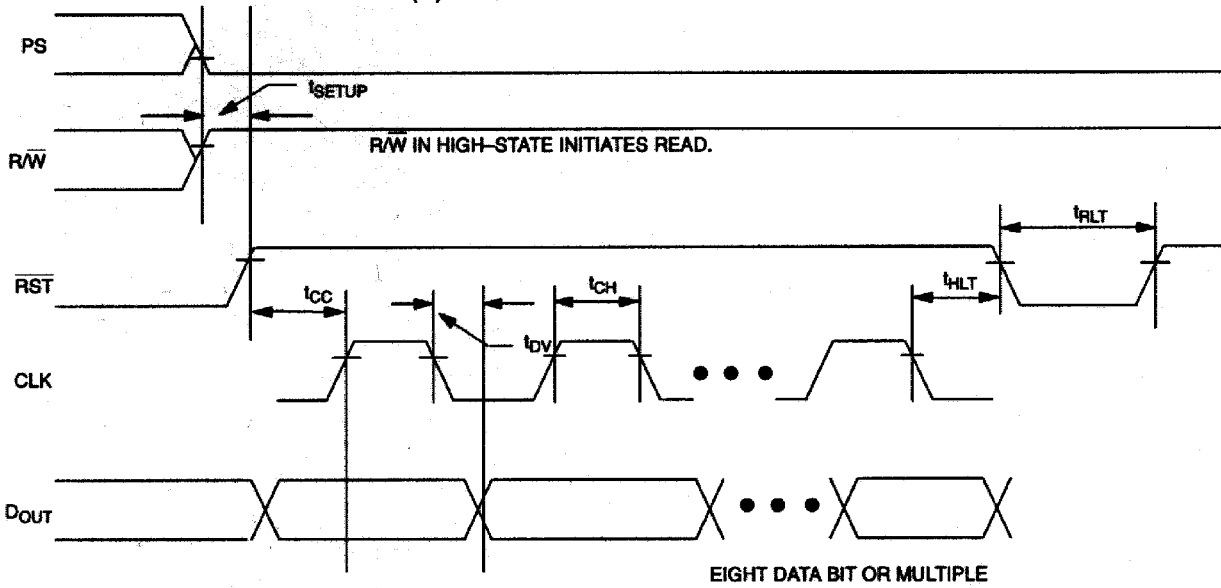 (1)
PS
tSETUP
R/W̅ IN HIGH–STATE INITIATES READ.
R/W̅
tRLT
R̅S̅T̅
tCC
tCH
tHLT
tDV
CLK
DOUT
EIGHT DATA BIT OR MULTIPLE